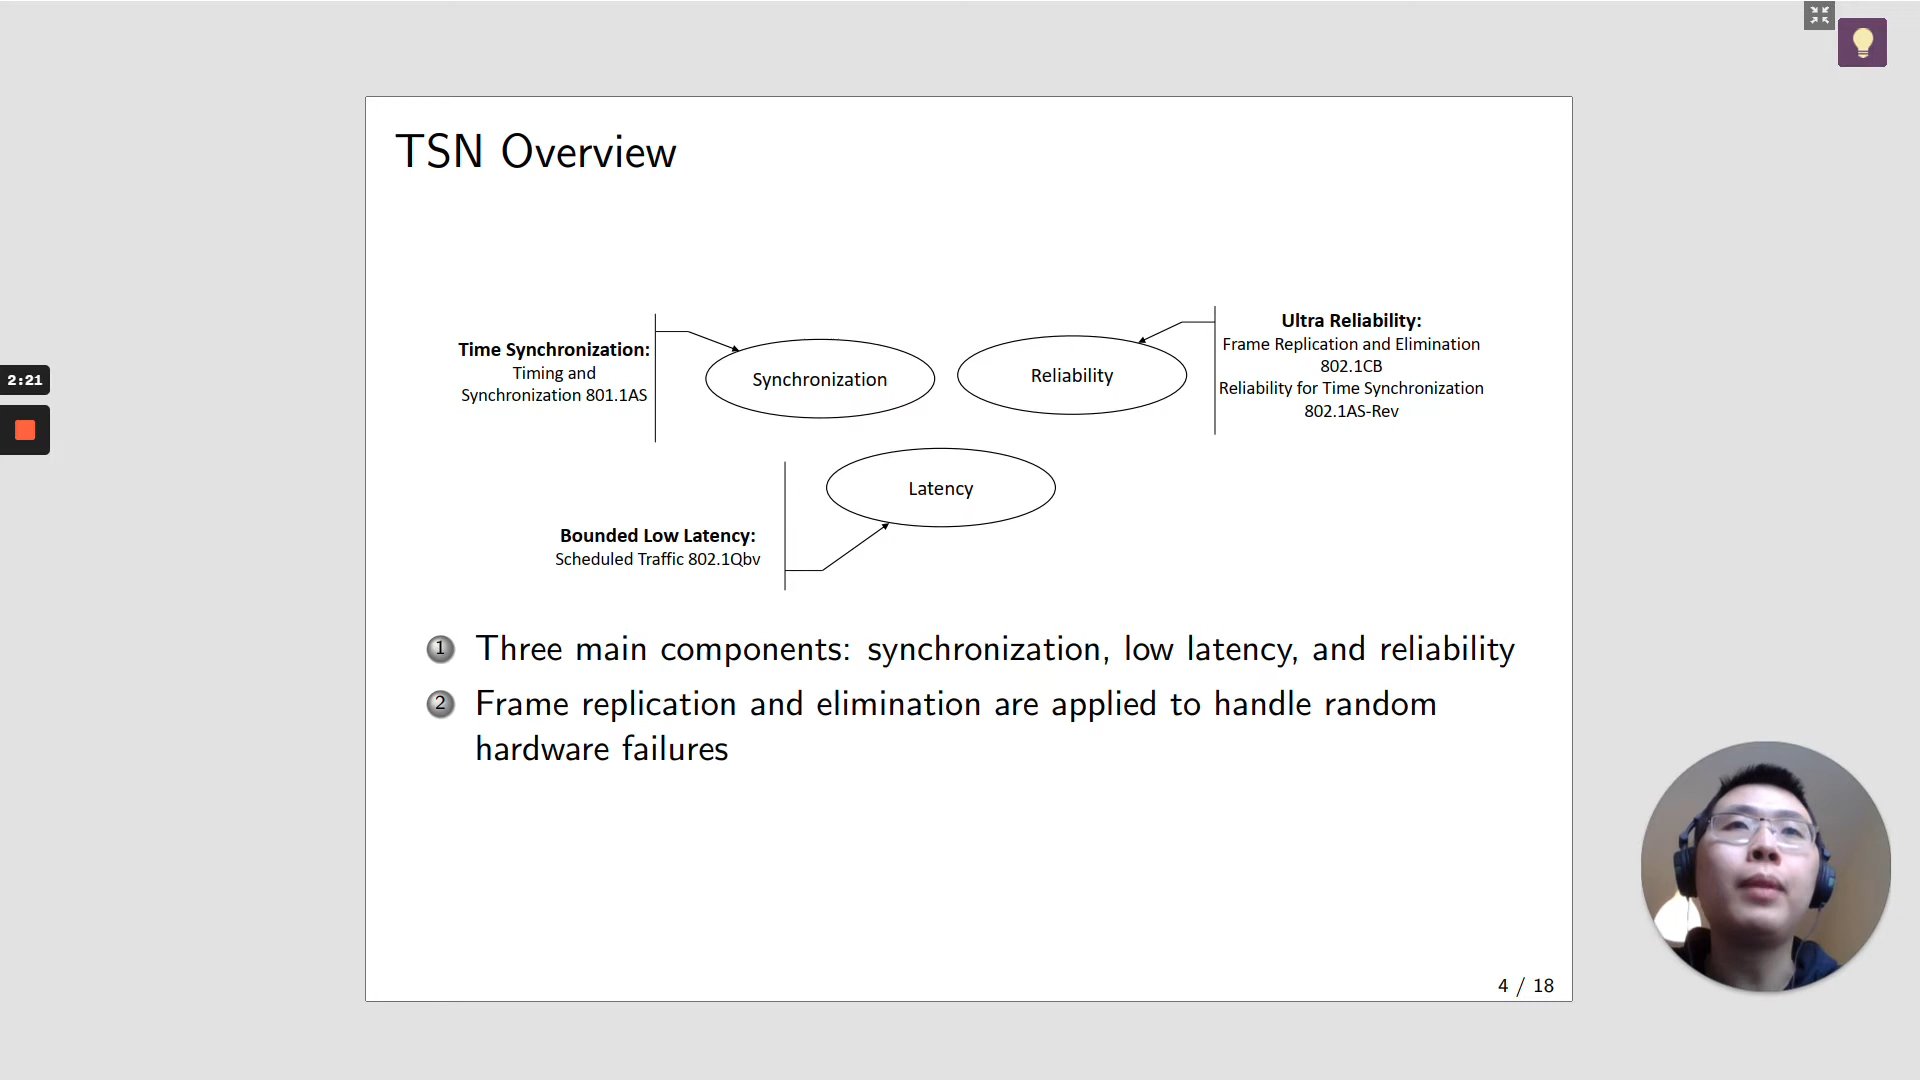 TSN Overview
Time Synchronization:
Timing and
Synchronization 801.1AS
Synchronization
Reliability
Ultra Reliability:
Frame Replication and Elimination
802.1CB
Reliability for Time Synchronization
802.1AS-Rev
2:21
Latency
Bounded Low Latency:
Scheduled Traffic 802.1Qbv
1 Three main components: synchronization, low latency, and reliability
2 Frame replication and elimination are applied to handle random
hardware failures
4 / 18